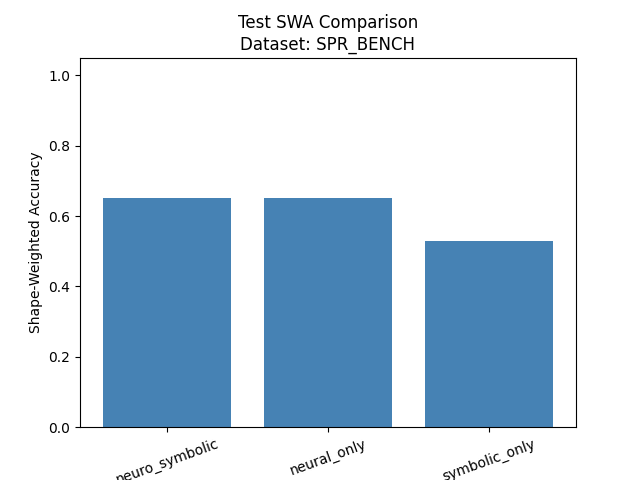 Test SWA Comparison
Dataset: SPR_BENCH
Shape-Weighted Accuracy
1.0
0.8
0.6
0.4
0.2
0.0
neuro_symbolic
neural_only
symbolic_only